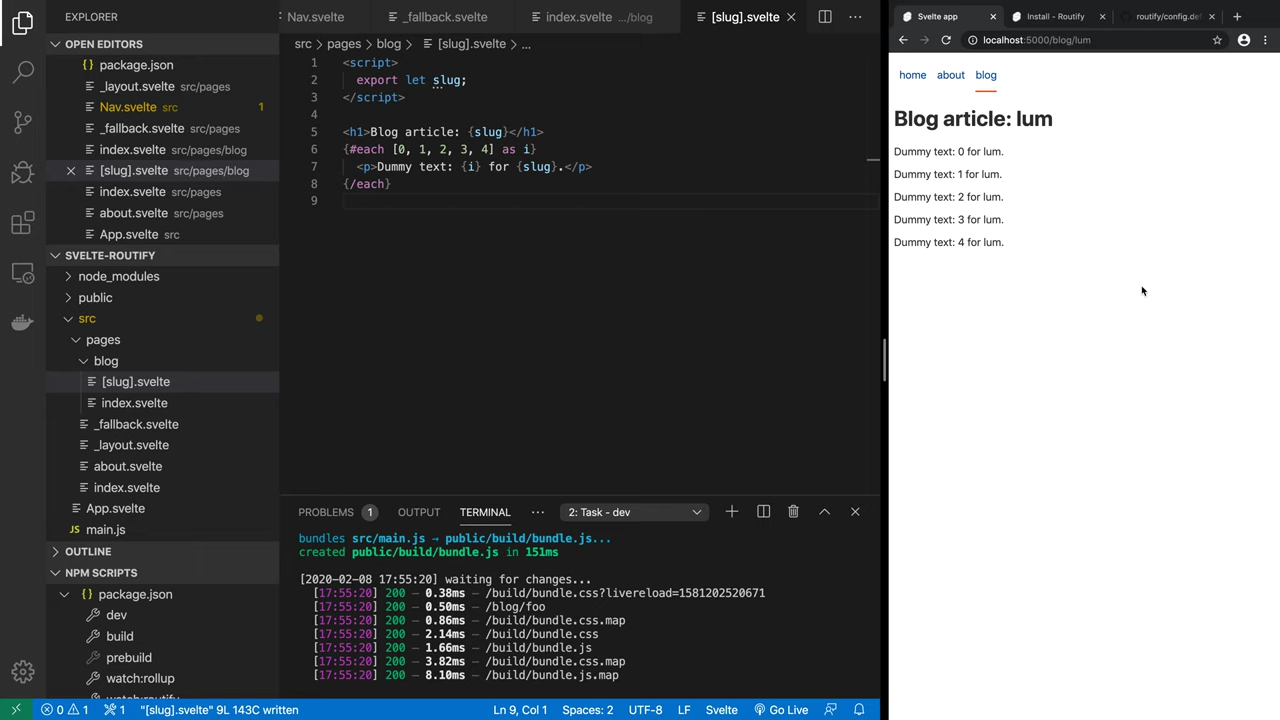 EXPLORER
OPEN EDITORS
package.json
_layout.svelte src/pages
Nav.svelte src 1
_fallback.svelte src/pages
index.svelte src/pages/blog
[slug].svelte src/pages/blog
index.svelte src/pages
about.svelte src/pages
App.svelte src
SVELTE-ROUTIFY
node_modules
public
src
pages
blog
[slug].svelte
index.svelte
_fallback.svelte
_layout.svelte
about.svelte
index.svelte
App.svelte
JS main.js
OUTLINE
NPM SCRIPTS
package.json
dev
build
prebuild
watch:rollup
watch:routify
Nav.svelte
_fallback.svelte
index.svelte .../blog
[slug].svelte
src > pages > blog > [slug].svelte > ...
1 <script>
2 export let slug;
3 </script>
4
5 <h1>Blog article: {slug}</h1>
6 {#each [0, 1, 2, 3, 4] as i}
7 <p>Dummy text: {i} for {slug}.</p>
8 {/each}
9
PROBLEMS 1 OUTPUT TERMINAL ... 2: Task - dev
bundles src/main.js → public/build/bundle.js...
created public/build/bundle.js in 151ms
[2020-02-08 17:55:20] waiting for changes...
[17:55:20] 200 — 0.38ms — /build/bundle.css?livereload=1581202520671
[17:55:20] 200 — 0.50ms — /blog/foo
[17:55:20] 200 — 0.86ms — /build/bundle.css.map
[17:55:20] 200 — 2.14ms — /build/bundle.css
[17:55:20] 200 — 1.66ms — /build/bundle.js
[17:55:20] 200 — 3.82ms — /build/bundle.css.map
[17:55:20] 200 — 8.10ms — /build/bundle.js.map
0 1 1 "[slug].svelte" 9L 143C written Ln 9, Col 1 Spaces: 2 UTF-8 LF Svelte Go Live
Svelte app
Install - Routify
routify/config.def
localhost:5000/blog/lum
home about blog
Blog article: lum
Dummy text: 0 for lum.
Dummy text: 1 for lum.
Dummy text: 2 for lum.
Dummy text: 3 for lum.
Dummy text: 4 for lum.